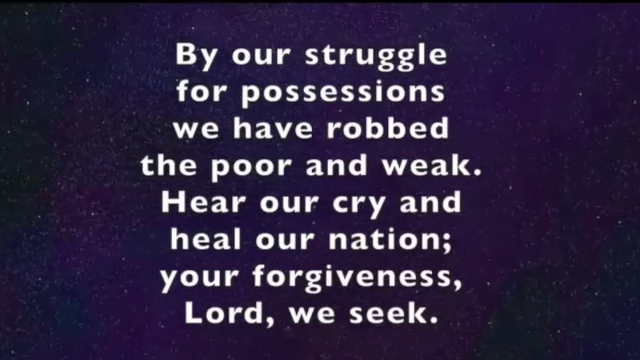 By our struggle
for possessions
we have robbed
the poor and weak.
Hear our cry and
heal our nation;
your forgiveness,
Lord, we seek.